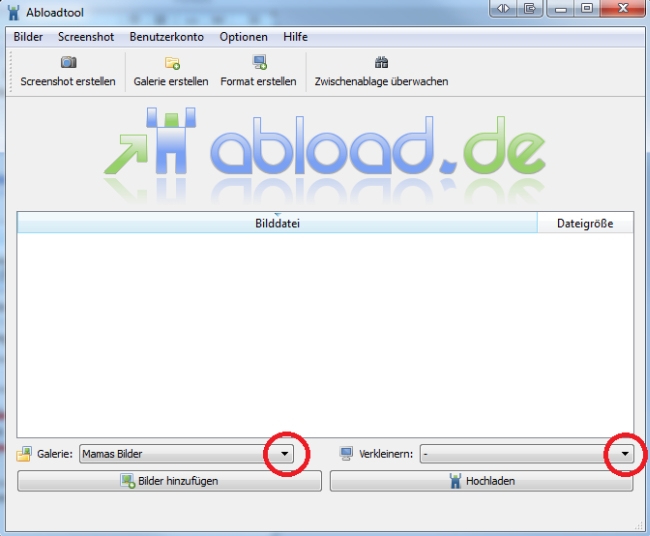 Abloadtool
Bilder Screenshot Benutzerkonto Optionen Hilfe
Screenshot erstellen Galerie erstellen Format erstellen Zwischenablage überwachen
abload.de
Bilddatei Dateigröße
Galerie: Mamas Bilder Verkleinern: -
Bilder hinzufügen Hochladen